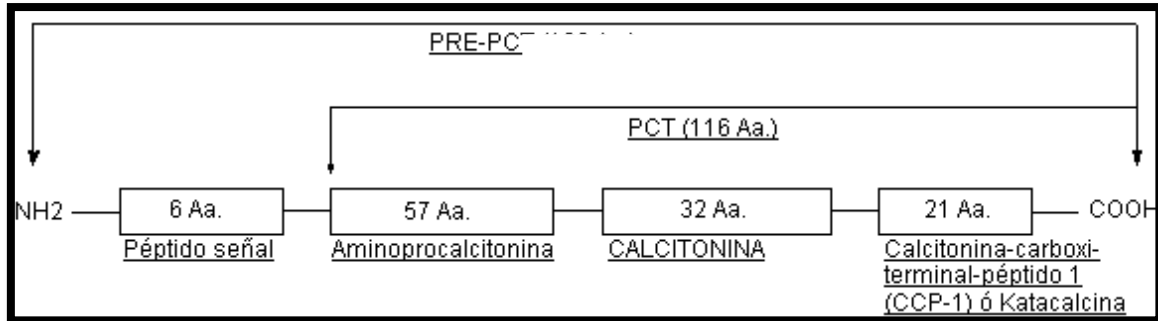 PRE-PC
PCT (116 Aa.)
NH2
6 Aa.
57 Aa.
32 Aa.
21 Aa.
COOH
Péptido señal
Aminoprocalcitonina
CALCITONINA
Calcitonina-carboxi-
terminal-péptido 1
(CCP-1) ó Katacalcina